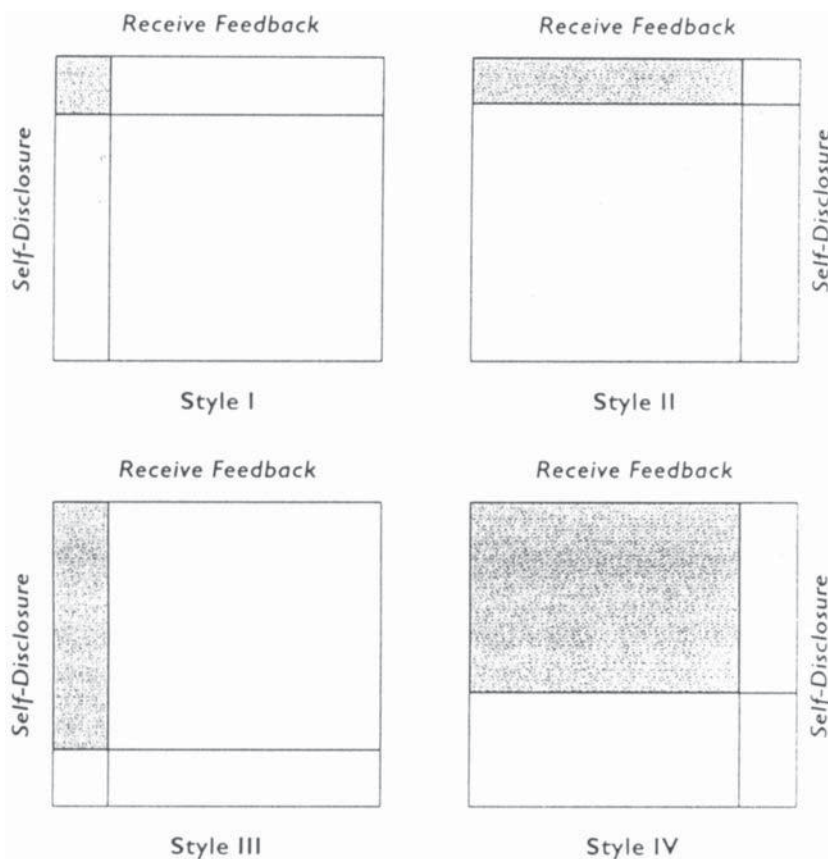 Receive Feedback
Receive Feedback
Self-Disclosure
Self-Disclosure
Style I
Style II
Receive Feedback
Receive Feedback
Self-Disclosure
Self-Disclosure
Style III
Style IV